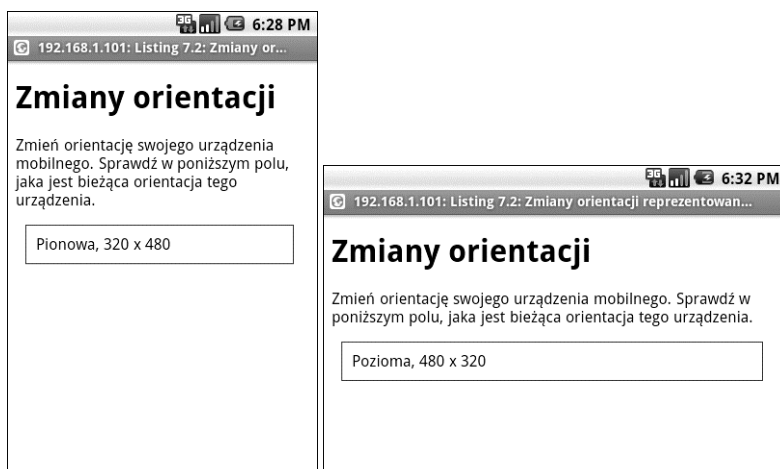 3G 6:28 PM
192.168.1.101: Listing 7.2: Zmiany or...
Zmiany orientacji
Zmień orientację swojego urządzenia
mobilnego. Sprawdź w poniższym polu,
jaka jest bieżąca orientacja tego
urządzenia.
Pionowa, 320 x 480
3G 6:32 PM
192.168.1.101: Listing 7.2: Zmiany orientacji reprezentowan...
Zmiany orientacji
Zmień orientację swojego urządzenia mobilnego. Sprawdź w
poniższym polu, jaka jest bieżąca orientacja tego urządzenia.
Pozioma, 480 x 320